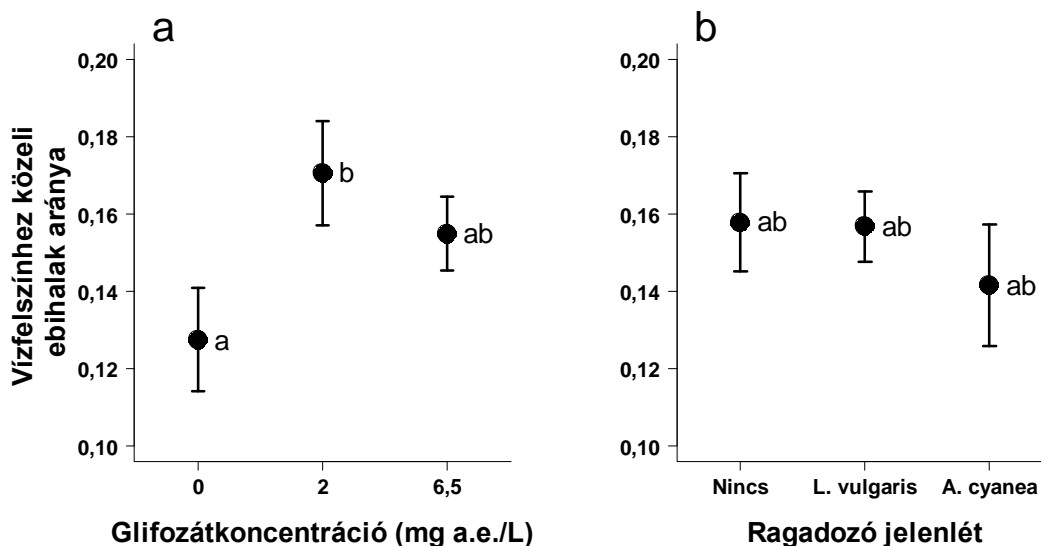 a
Vízfelszínhez közeli
ebihalak aránya
0,20
0,18
0,16
0,14
0,12
0,10
a
b
ab
0
2
6,5
Glifozátkoncentráció (mg a.e./L)
b
0,20
0,18
0,16
0,14
0,12
0,10
ab
ab
ab
Nincs
L. vulgaris
A. cyanea
Ragadozó jelenlét